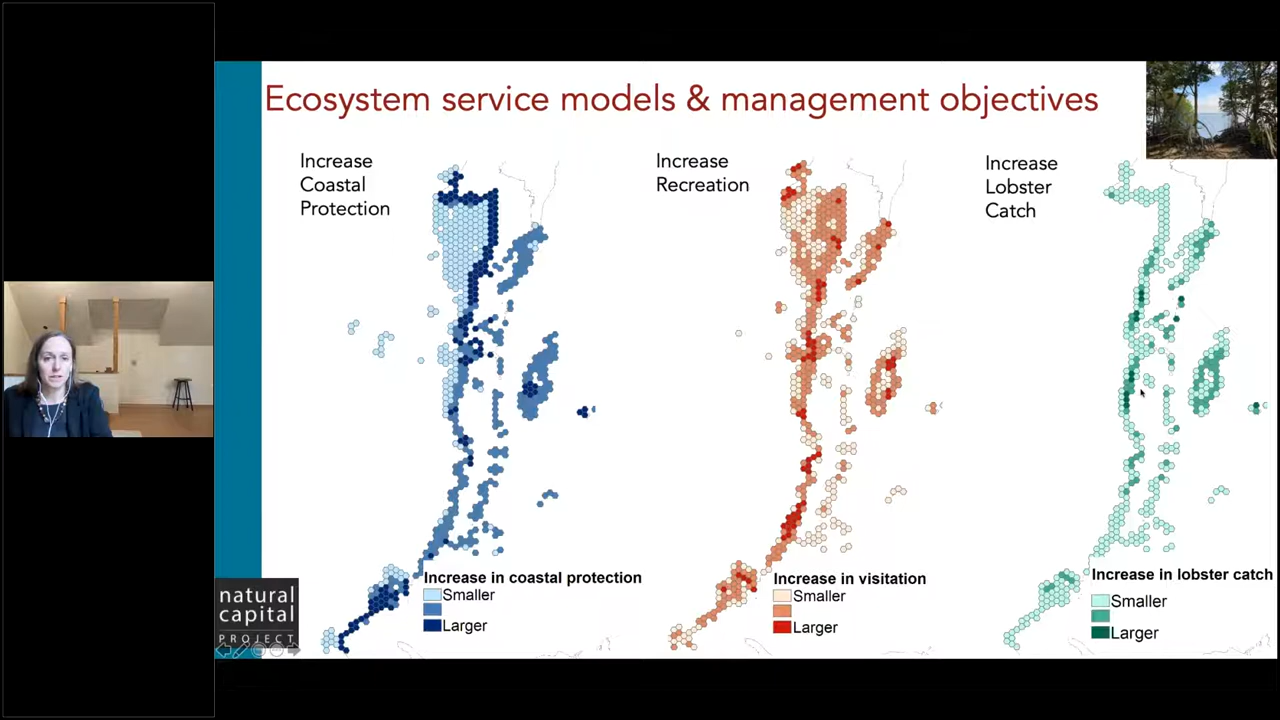 Ecosystem service models & management objectives
Increase
Coastal
Protection
Increase
Recreation
Increase
Lobster
Catch
Increase in coastal protection
Smaller
Larger
Increase in visitation
Smaller
Larger
Increase in lobster catch
Smaller
Larger
natural
capital
PROJECT